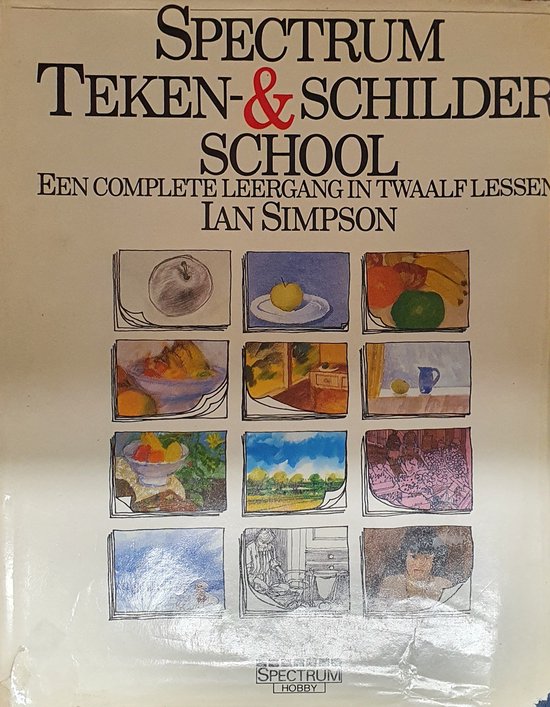 SPECTRUM
TEKEN- & SCHILDER
SCHOOL
EEN COMPLETE LEERGANG IN TWAALF LESSEN
IAN SIMPSON
SPECTRUM
HOBBY